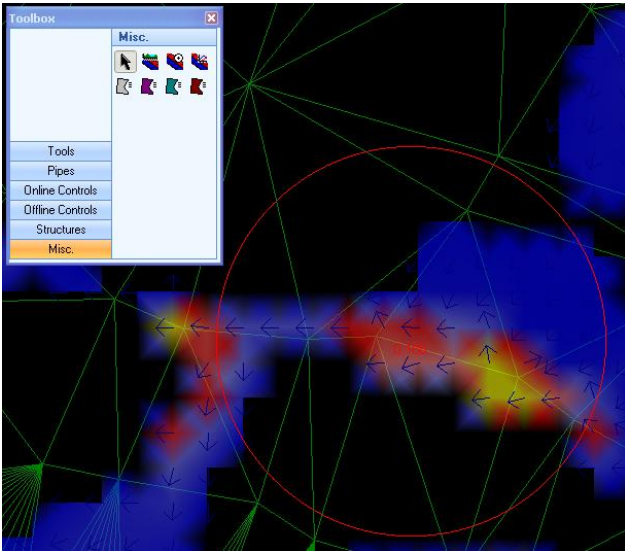 Toolbox
Misc.
Tools
Pipes
Online Controls
Offline Controls
Structures
Misc.